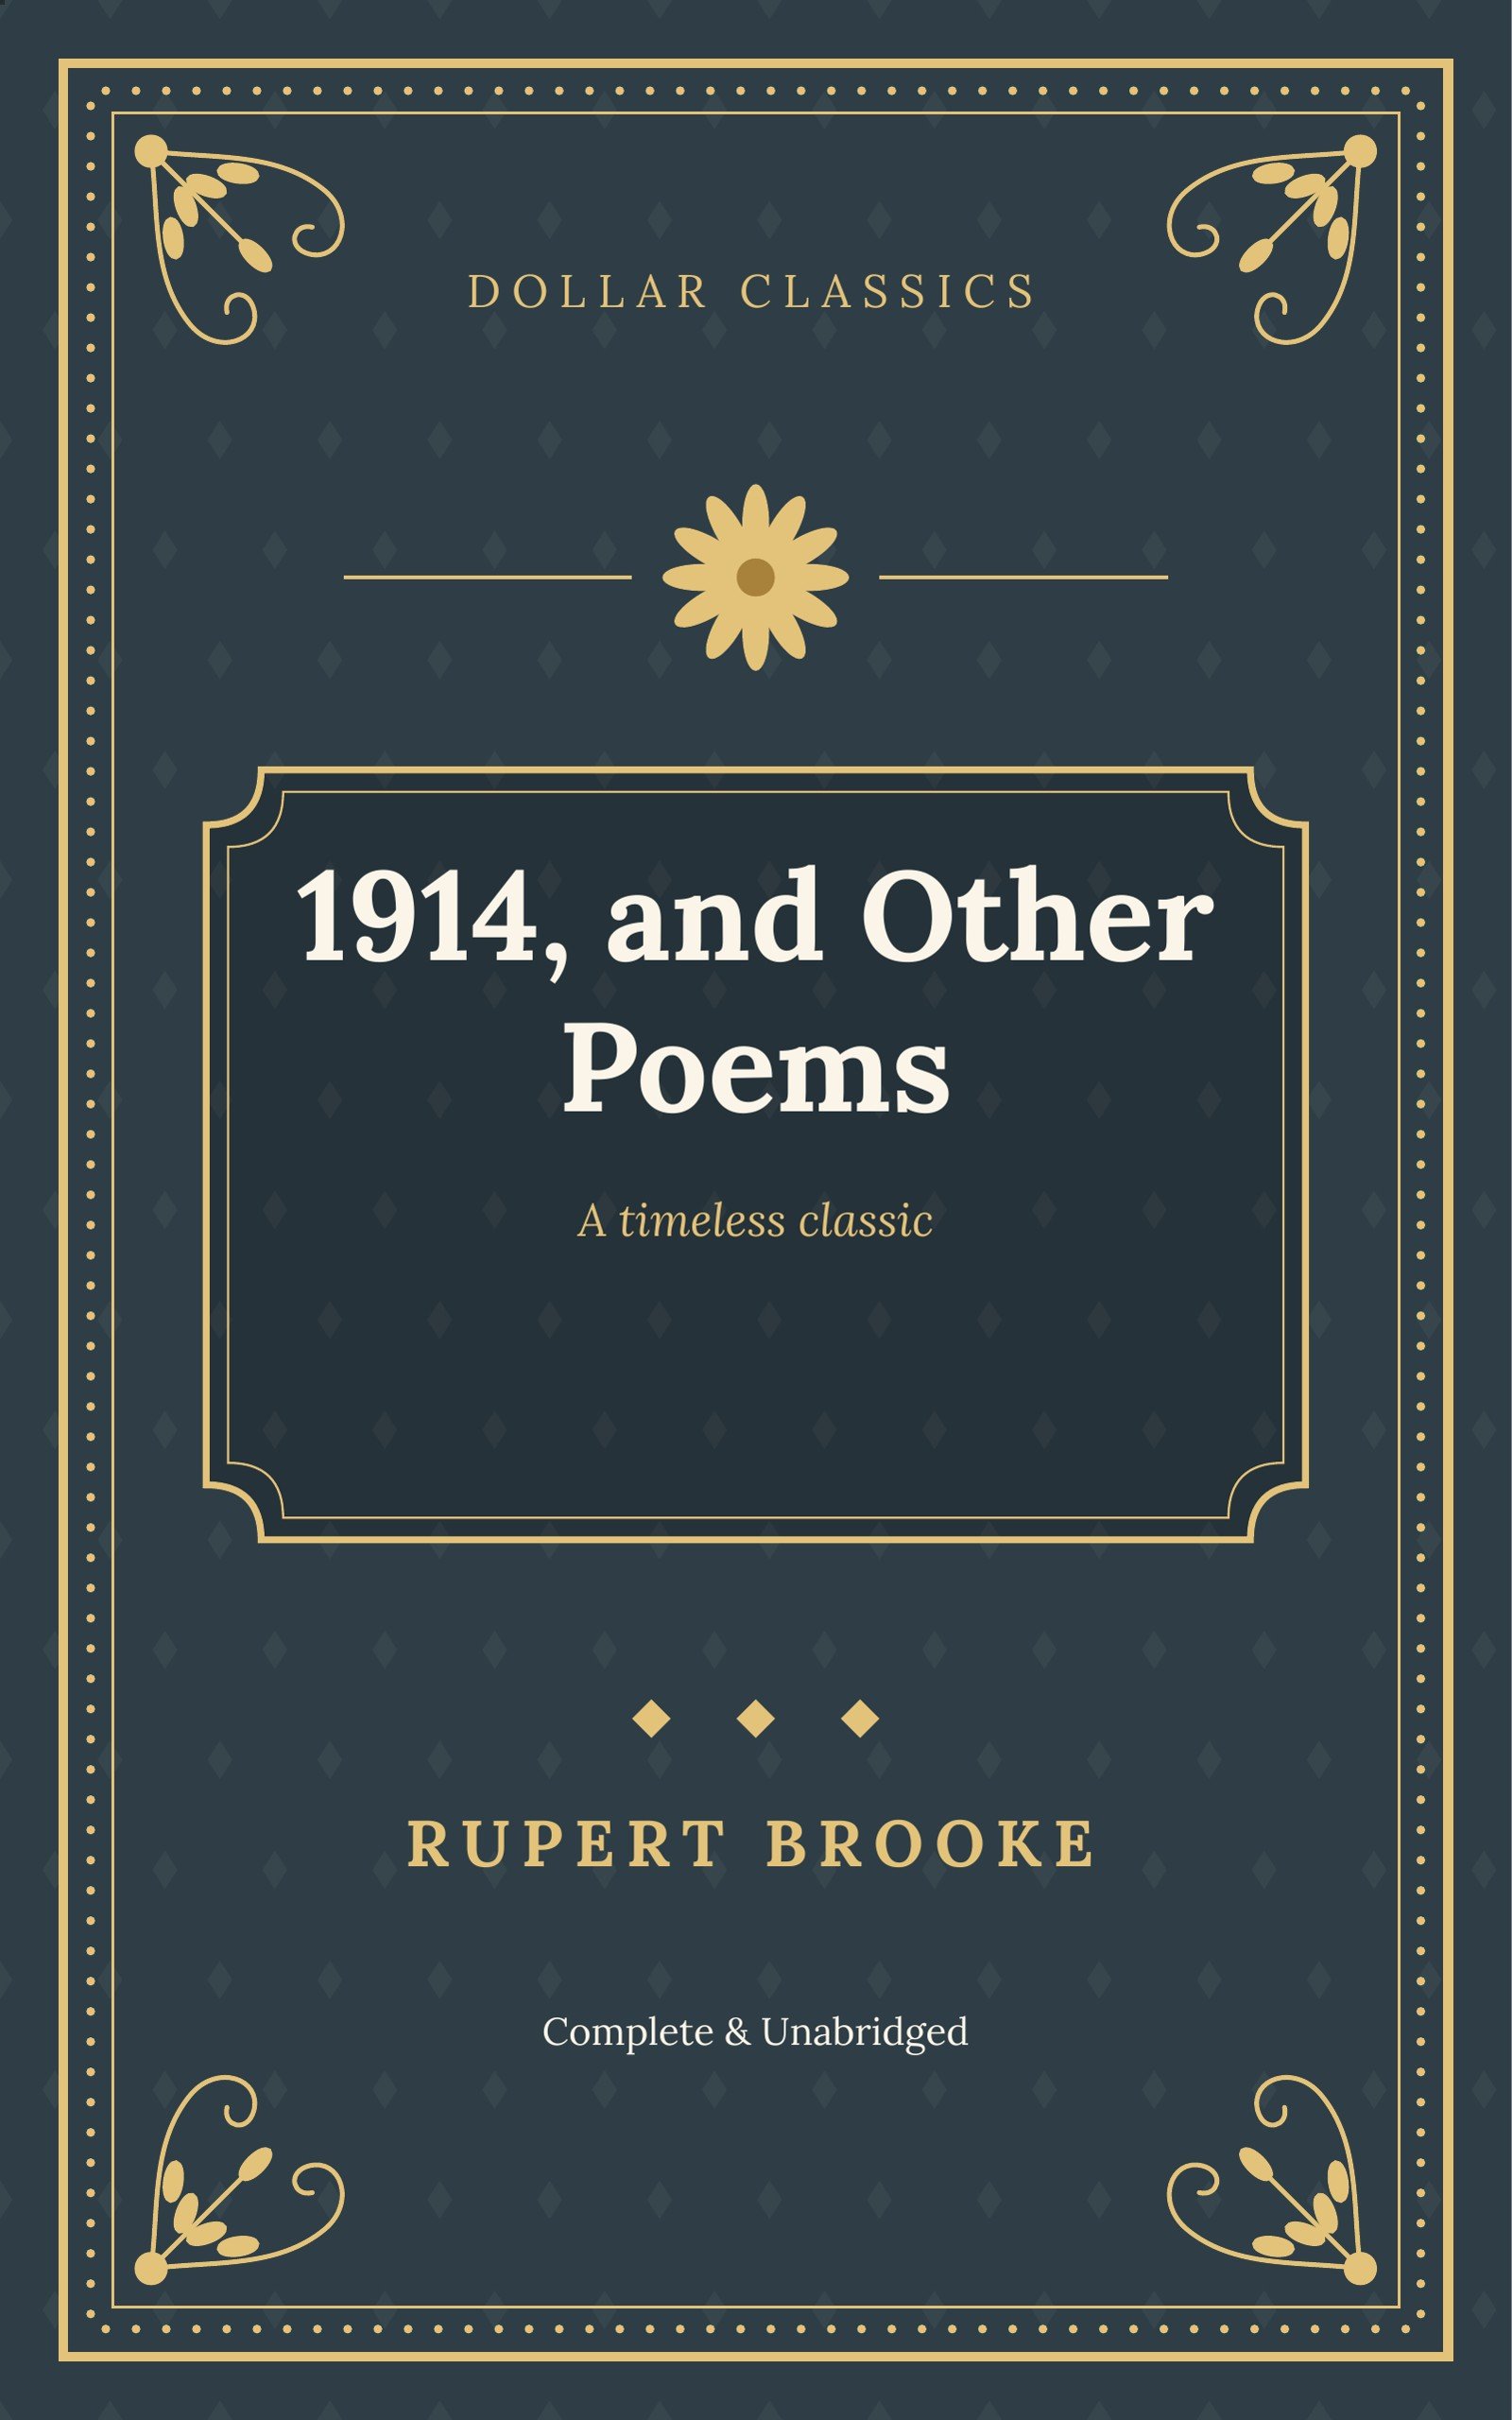 DOLLAR CLASSICS
1914, and Other
Poems
A timeless classic
RUPERT BROOKE
Complete & Unabridged